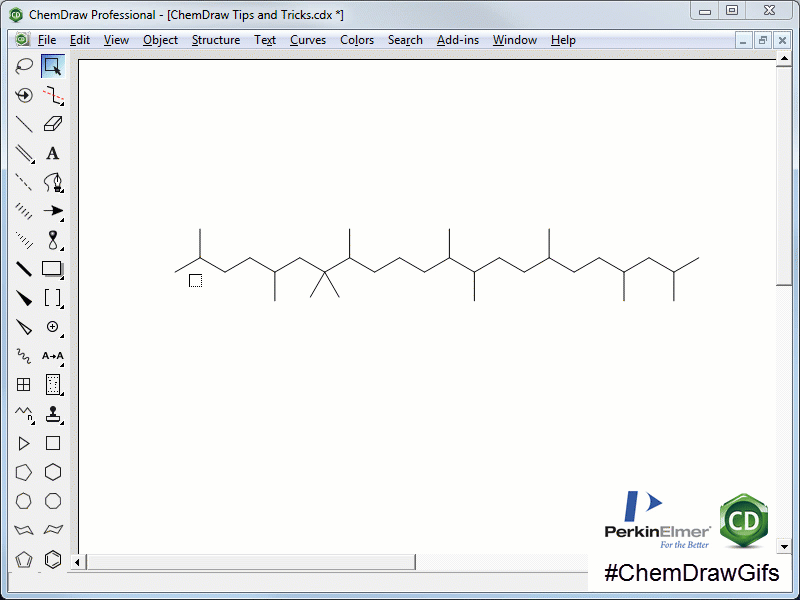 ChemDraw Professional - [ChemDraw Tips and Tricks.cdx *]
File Edit View Object Structure Text Curves Colors Search Add-ins Window Help
A
A→A
n
PerkinElmer®
For the Better
CD
#ChemDrawGifs